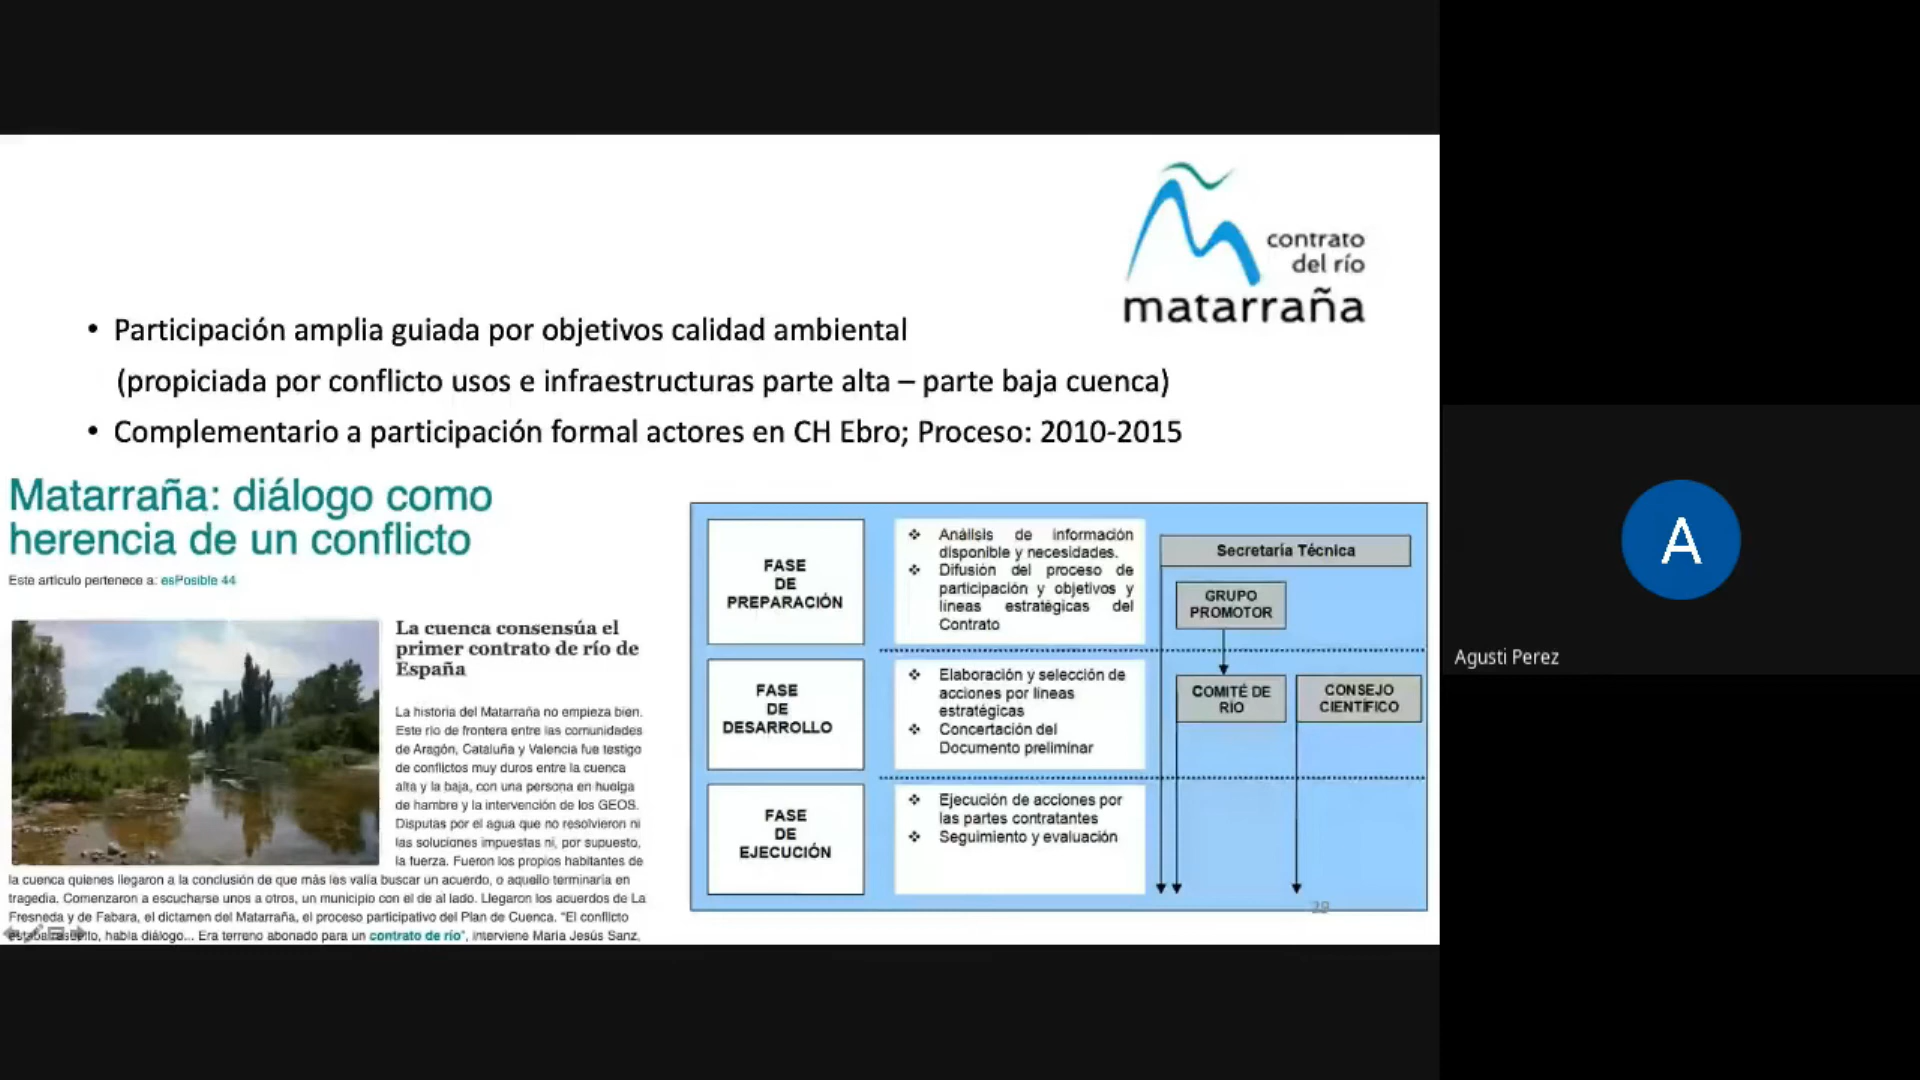 contrato
del río
matarraña
• Participación amplia guiada por objetivos calidad ambiental
(propiciada por conflicto usos e infraestructuras parte alta – parte baja cuenca)
• Complementario a participación formal actores en CH Ebro; Proceso: 2010-2015
Matarraña: diálogo como
herencia de un conflicto
Este artículo pertenece a: esPosible 44
La cuenca consensúa el
primer contrato de río de
España
La historia del Matarraña no empieza bien.
Este río de frontera entre las comunidades
de Aragón, Cataluña y Valencia fue testigo
de conflictos muy duros entre la cuenca
alta y la baja, con una persona en huelga
de hambre y la intervención de los GEOS.
Disputas por el agua que no resolvieron ni
las soluciones impuestas ni, por supuesto,
la fuerza. Fueron los propios habitantes de
la cuenca quienes llegaron a la conclusión de que más les valía buscar un acuerdo, o aquello terminaría en
tragedia. Comenzaron a escucharse unos a otros, un municipio con el de al lado. Llegaron los acuerdos de La
Fresneda y de Fabara, el dictamen del Matarraña, el proceso participativo del Plan de Cuenca. "El conflicto
había diálogo... Era terreno abonado para un contrato de río", interviene María Jesús Sanz,
FASE
DE
PREPARACIÓN
❖ Análisis de información
disponible y necesidades.
❖ Difusión del proceso de
participación y objetivos y
líneas estratégicas del
Contrato
Secretaría Técnica
GRUPO
PROMOTOR
FASE
DE
DESARROLLO
❖ Elaboración y selección de
acciones por líneas
estratégicas
❖ Concertación del
Documento preliminar
COMITÉ DE
RÍO
CONSEJO
CIENTÍFICO
FASE
DE
EJECUCIÓN
❖ Ejecución de acciones por
las partes contratantes
❖ Seguimiento y evaluación
29
A
Agusti Perez